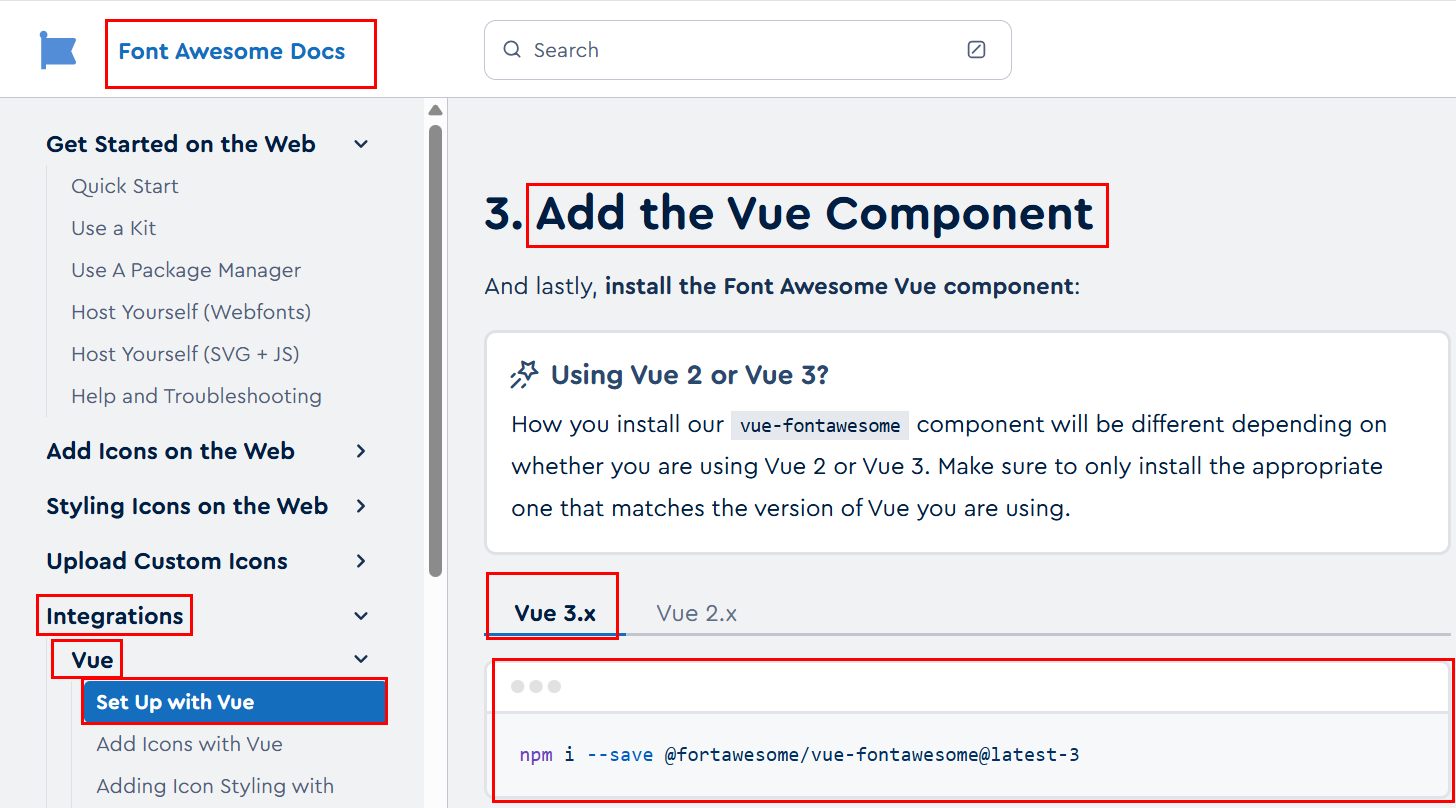 Font Awesome Docs
Search
Get Started on the Web
Quick Start
Use a Kit
Use A Package Manager
Host Yourself (Webfonts)
Host Yourself (SVG + JS)
Help and Troubleshooting
Add Icons on the Web
Styling Icons on the Web
Upload Custom Icons
Integrations
Vue
Set Up with Vue
Add Icons with Vue
Adding Icon Styling with
3. Add the Vue Component
And lastly, install the Font Awesome Vue component:
Using Vue 2 or Vue 3?
How you install our vue-fontawesome component will be different depending on
whether you are using Vue 2 or Vue 3. Make sure to only install the appropriate
one that matches the version of Vue you are using.
Vue 3.x Vue 2.x
npm i --save @fortawesome/vue-fontawesome@latest-3